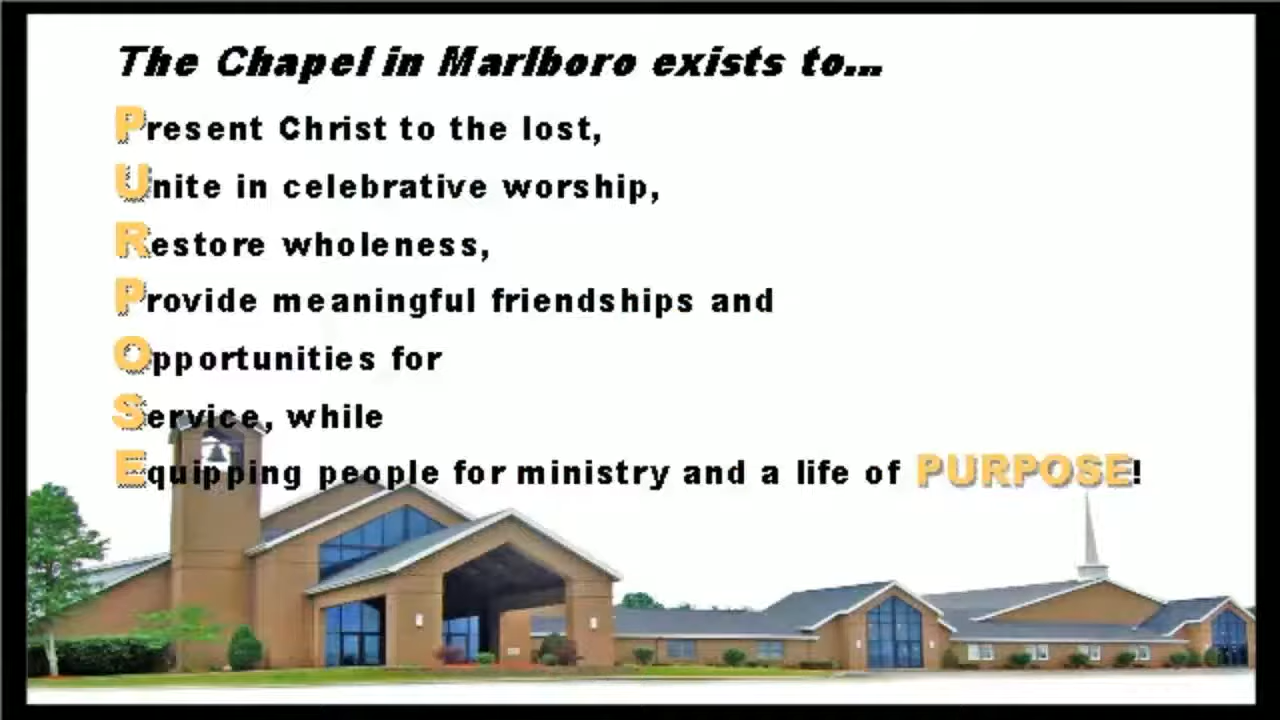 The Chapel in Marlboro exists to...
Present Christ to the lost,
Unite in celebrative worship,
Restore wholeness,
Provide meaningful friendships and
Opportunities for
Service, while
Equipping people for ministry and a life of PURPOSE!